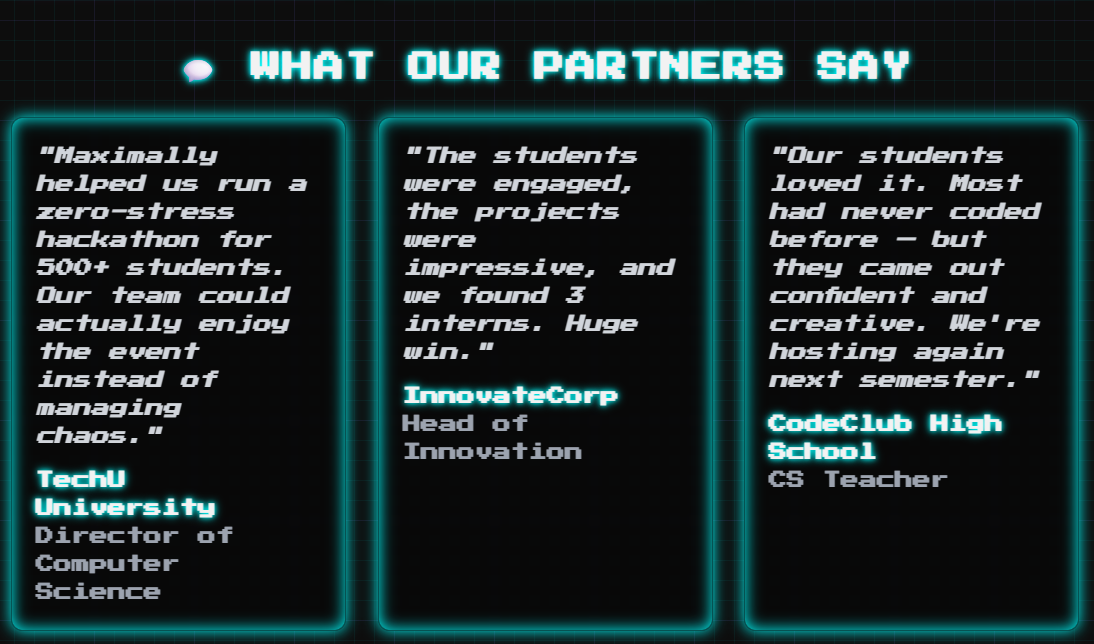 💬 WHAT OUR PARTNERS SAY
"Maximally
helped us run a
zero-stress
hackathon for
500+ students.
Our team could
actually enjoy
the event
instead of
managing
chaos."
TechU
University
Director of
Computer
Science
"The students
were engaged,
the projects
were
impressive, and
we found 3
interns. Huge
win."
InnovateCorp
Head of
Innovation
"Our students
loved it. Most
had never coded
before — but
they came out
confident and
creative. We're
hosting again
next semester."
CodeClub High
School
CS Teacher